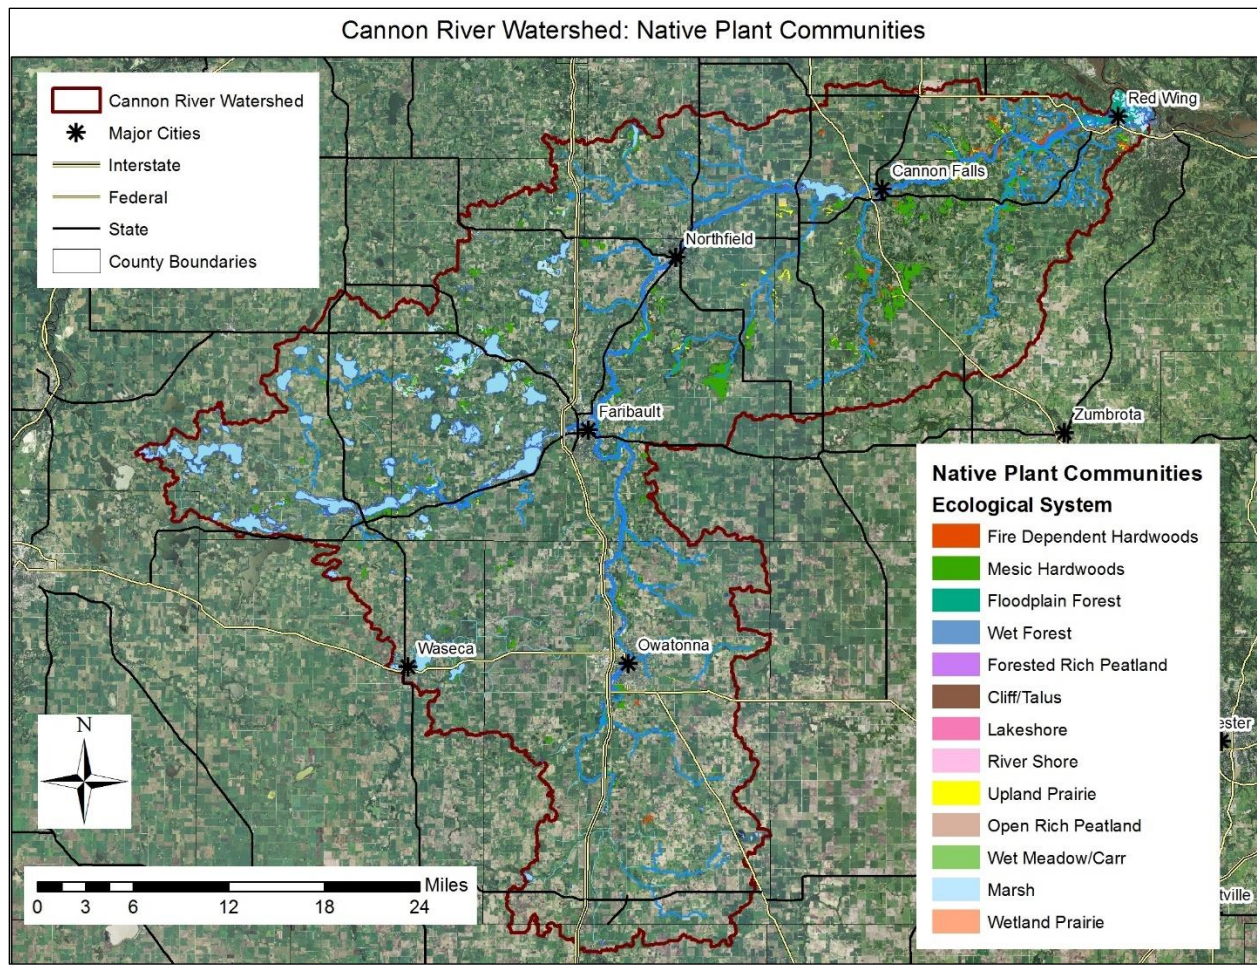 Cannon River Watershed: Native Plant Communities
Cannon River Watershed
Major Cities
Interstate
Federal
State
County Boundaries
Red Wing
Cannon Falls
Northfield
Faribault
Zumbrota
Waseca
Owatonna
ester
tville
Native Plant Communities
Ecological System
Fire Dependent Hardwoods
Mesic Hardwoods
Floodplain Forest
Wet Forest
Forested Rich Peatland
Cliff/Talus
Lakeshore
River Shore
Upland Prairie
Open Rich Peatland
Wet Meadow/Carr
Marsh
Wetland Prairie
N
Miles
0 3 6 12 18 24